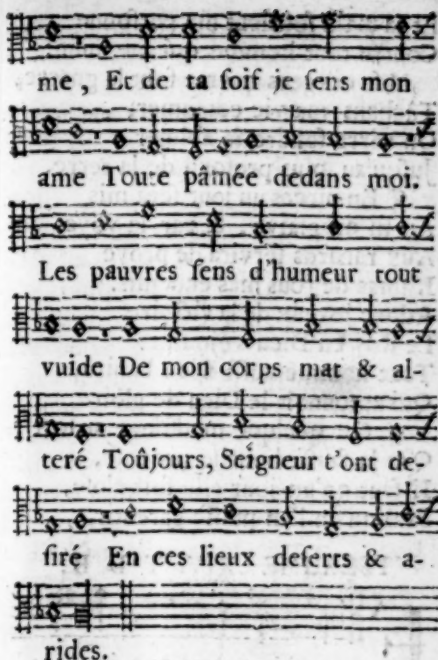 me, Et de ta ſoif je ſens mon
ame Toute pâmée dedans moi.
Les pauvres ſens d'humeur tout
vuide De mon corps mat & al-
teré Toûjours, Seigneur t'ont de-
ſiré En ces lieux deſerts & a-
rides.